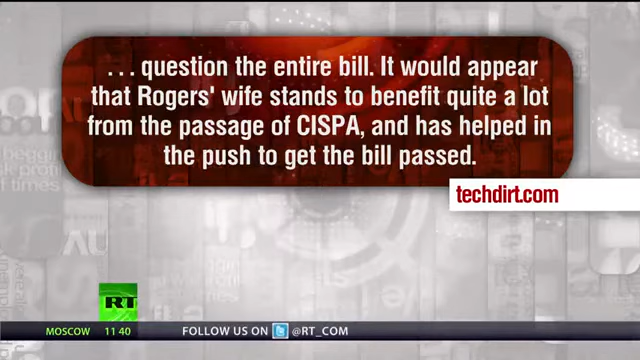 . . . question the entire bill. It would appear
that Rogers' wife stands to benefit quite a lot
from the passage of CISPA, and has helped in
the push to get the bill passed.
techdirt.com
RT
MOSCOW 11 40 FOLLOW US ON @RT_COM